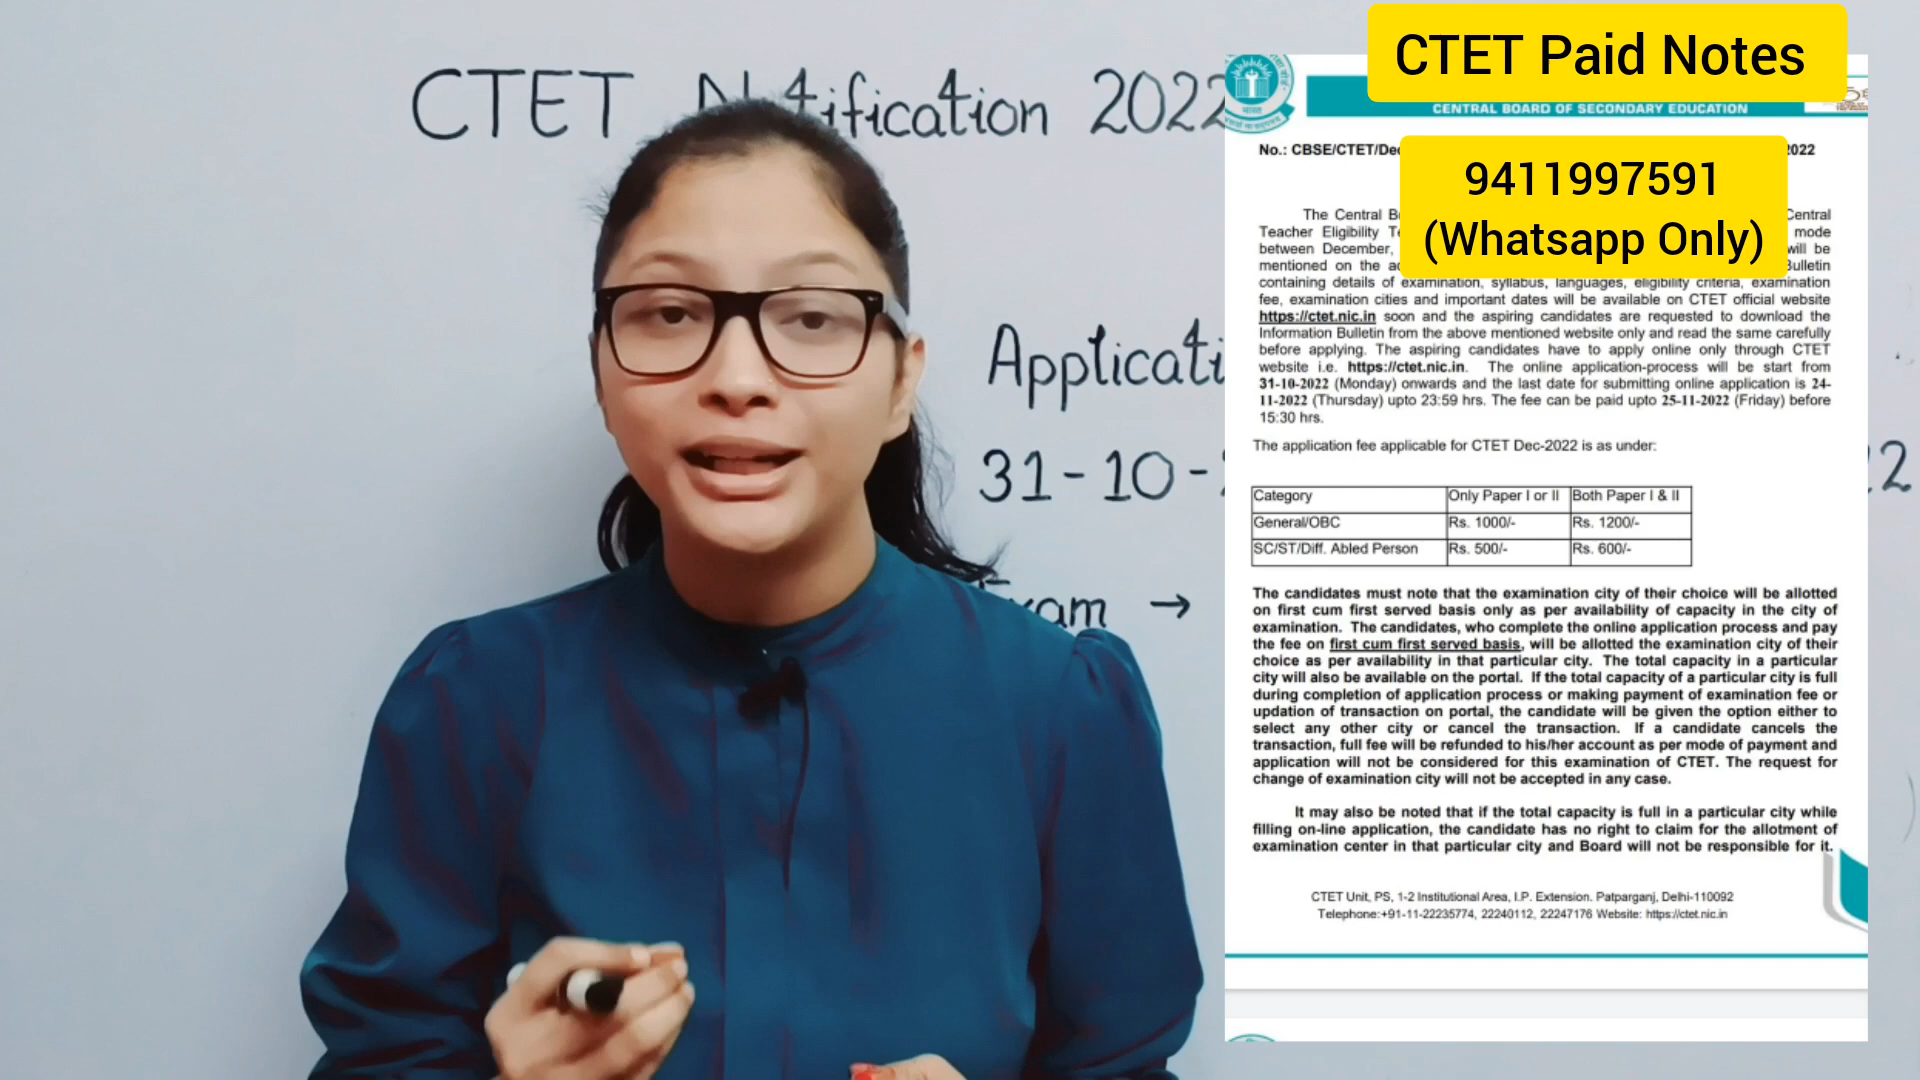 CTET Notification 2022
Applicati
31-10-
Exam →
22
CTET Paid Notes
CENTRAL BOARD OF SECONDARY EDUCATION
9411997591
(Whatsapp Only)
No.: CBSE/CTET/De 2022
The Central B Central
Teacher Eligibility T mode
between December, will be
mentioned on the a Bulletin
containing details of examination, syllabus, languages, eligibility criteria, examination
fee, examination cities and important dates will be available on CTET official website
https://ctet.nic.in soon and the aspiring candidates are requested to download the
Information Bulletin from the above mentioned website only and read the same carefully
before applying. The aspiring candidates have to apply online only through CTET
website i.e. https://ctet.nic.in. The online application-process will be start from
31-10-2022 (Monday) onwards and the last date for submitting online application is 24-
11-2022 (Thursday) upto 23:59 hrs. The fee can be paid upto 25-11-2022 (Friday) before
15:30 hrs.
The application fee applicable for CTET Dec-2022 is as under:
Category Only Paper I or II Both Paper I & II
General/OBC Rs. 1000/- Rs. 1200/-
SC/ST/Diff. Abled Person Rs. 500/- Rs. 600/-
The candidates must note that the examination city of their choice will be allotted
on first cum first served basis only as per availability of capacity in the city of
examination. The candidates, who complete the online application process and pay
the fee on first cum first served basis, will be allotted the examination city of their
choice as per availability in that particular city. The total capacity in a particular
city will also be available on the portal. If the total capacity of a particular city is full
during completion of application process or making payment of examination fee or
updation of transaction on portal, the candidate will be given the option either to
select any other city or cancel the transaction. If a candidate cancels the
transaction, full fee will be refunded to his/her account as per mode of payment and
application will not be considered for this examination of CTET. The request for
change of examination city will not be accepted in any case.
It may also be noted that if the total capacity is full in a particular city while
filling on-line application, the candidate has no right to claim for the allotment of
examination center in that particular city and Board will not be responsible for it.
CTET Unit, PS, 1-2 Institutional Area, I.P. Extension. Patparganj, Delhi-110092
Telephone:+91-11-22235774, 22240112, 22247176 Website: https://ctet.nic.in